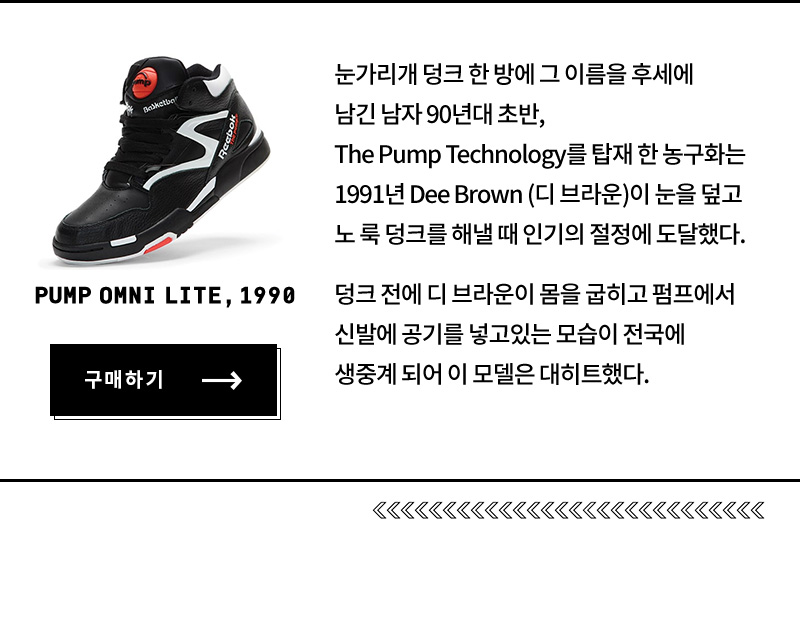 pump
Basketball
Reebok
눈가리개 덩크 한 방에 그 이름을 후세에
남긴 남자 90년대 초반,
The Pump Technology를 탑재 한 농구화는
1991년 Dee Brown (디 브라운)이 눈을 덮고
노 룩 덩크를 해낼 때 인기의 절정에 도달했다.
PUMP OMNI LITE, 1990
덩크 전에 디 브라운이 몸을 굽히고 펌프에서
신발에 공기를 넣고있는 모습이 전국에
생중계 되어 이 모델은 대히트했다.
구매하기